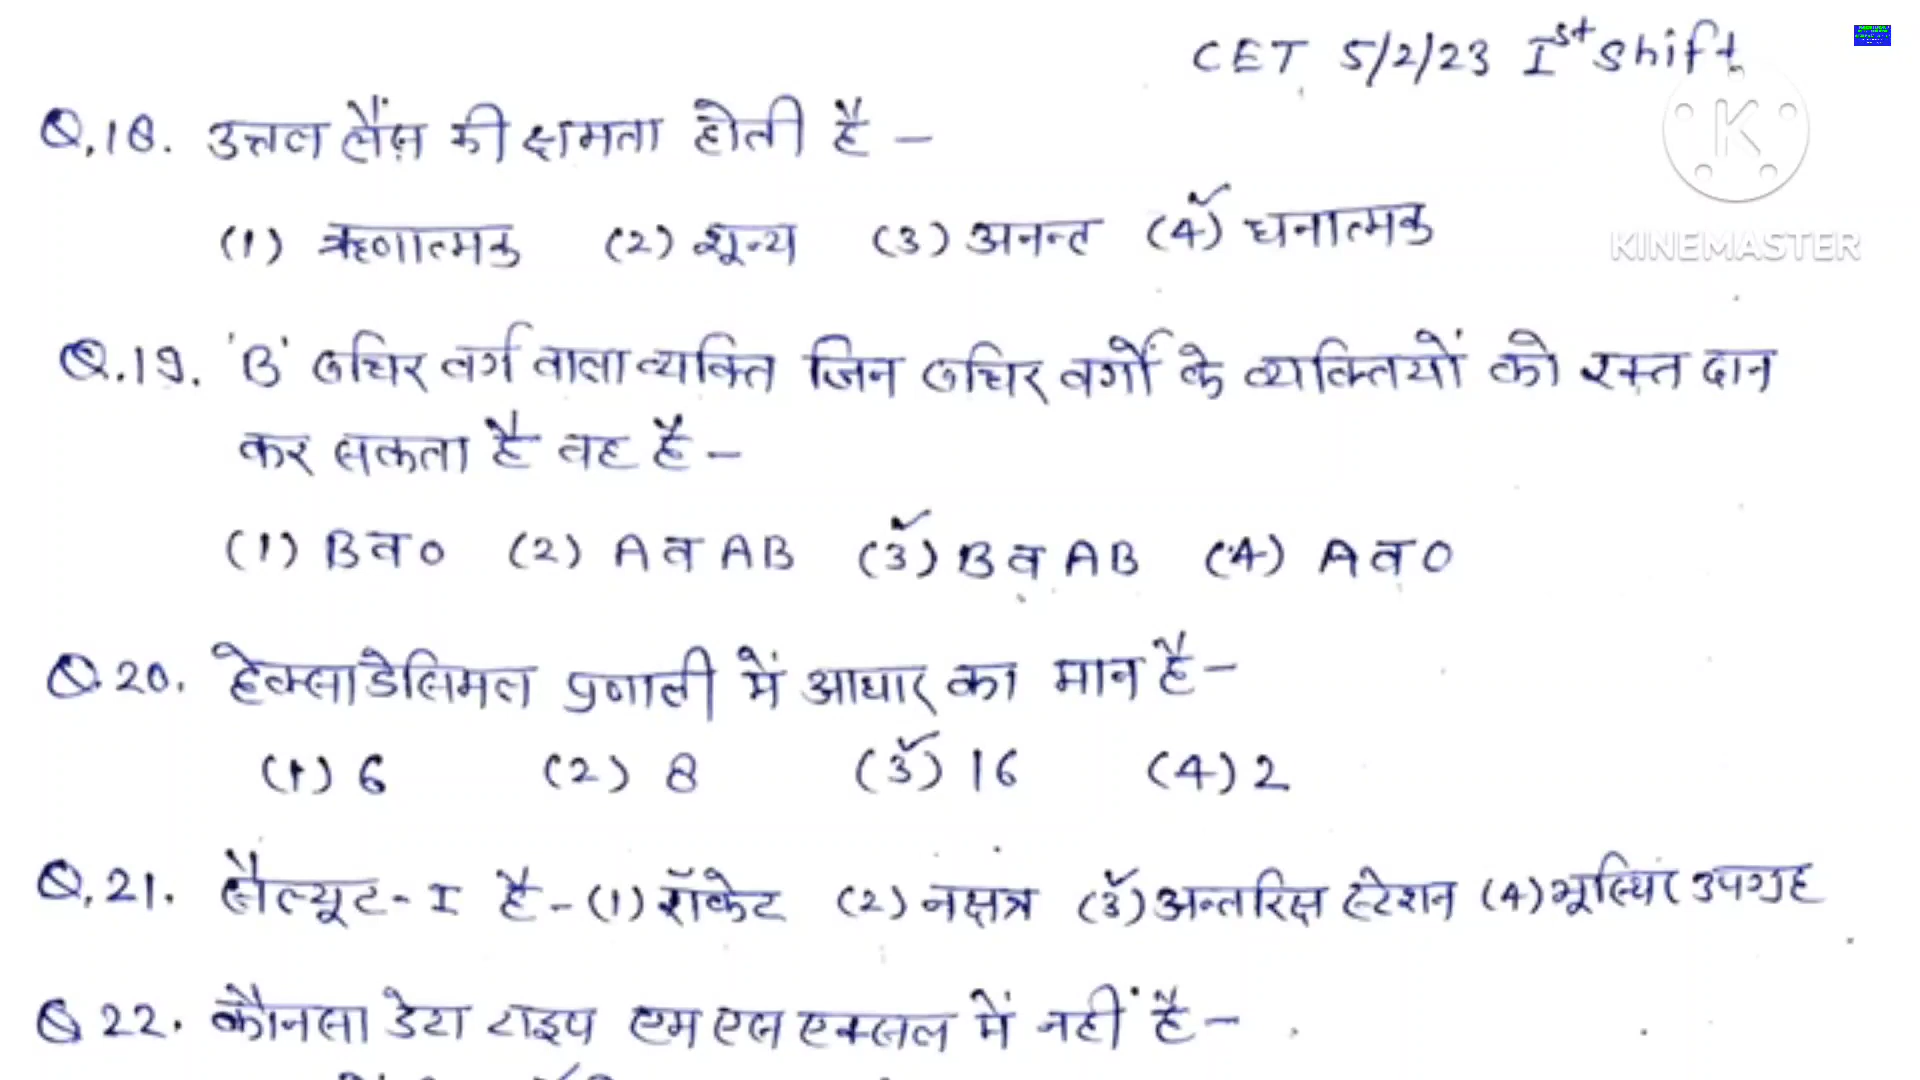 CET 5/2/23 Ist Shift
Q.18. उत्तल लैंस की क्षमता होती है –
(1) ऋणात्मक (2) शून्य (3) अनन्त (4) धनात्मक
KINEMASTER
Q.19. 'B' रुधिर वर्ग वाला व्यक्ति जिन रुधिर वर्गों के व्यक्तियों को रक्त दान
कर सकता है वह है –
(1) B व O (2) A व AB (3) B व AB (4) A व O
Q.20. हेक्साडेसिमल प्रणाली में आधार का मान है –
(1) 6 (2) 8 (3) 16 (4) 2
Q.21. सैल्यूट-I है – (1) रॉकेट (2) नक्षत्र (3) अन्तरिक्ष स्टेशन (4) भूस्थिर उपग्रह
Q.22. कौनसा डेटा टाइप एम एस एक्सल में नहीं है –